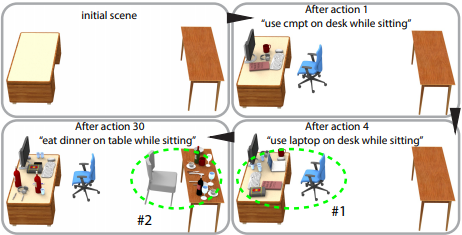 initial scene
After action 1
"use cmpt on desk while sitting"
After action 30
"eat dinner on table while sitting"
#2
After action 4
"use laptop on desk while sitting"
#1